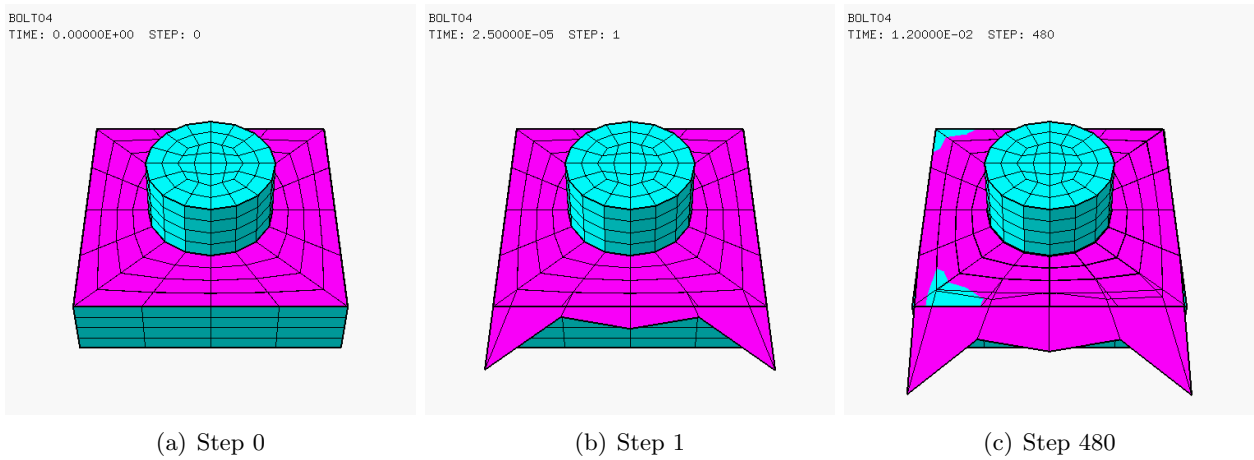 BOLT04
TIME: 0.00000E+00 STEP: 0
BOLT04
TIME: 2.50000E-05 STEP: 1
BOLT04
TIME: 1.20000E-02 STEP: 480
(a) Step 0
(b) Step 1
(c) Step 480